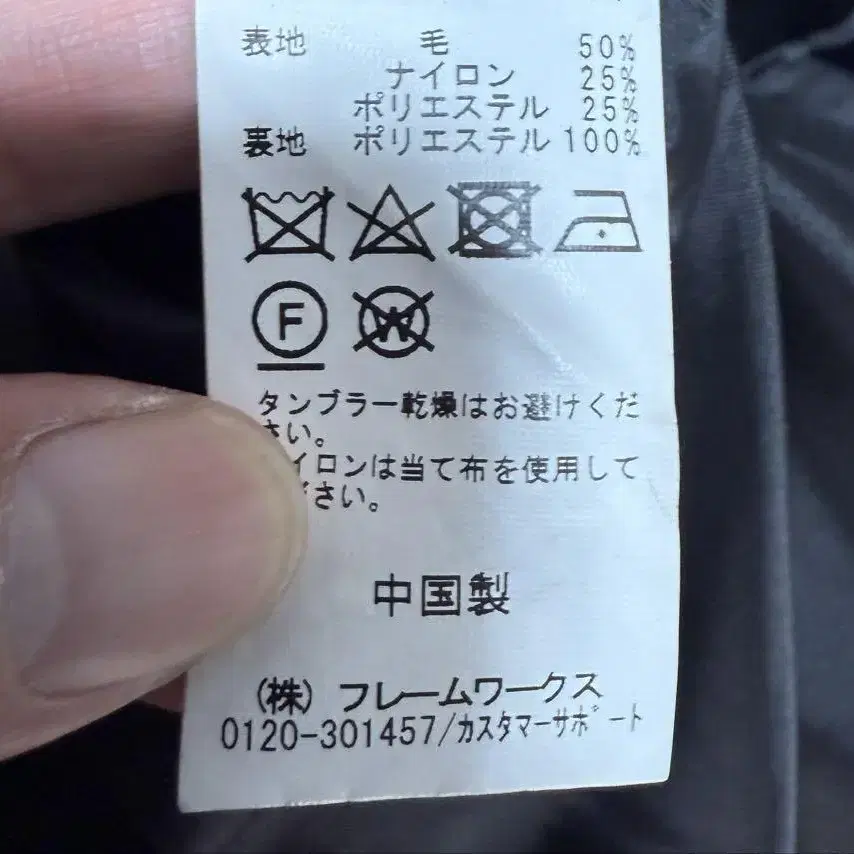 表地 毛 50%
ナイロン 25%
ポリエステル 25%
裏地 ポリエステル 100%
F
W
タンブラー乾燥はお避けくだ
さい。
イロンは当て布を使用して
ださい。
中国製
(株) フレームワークス
0120-301457/カスタマーサポート